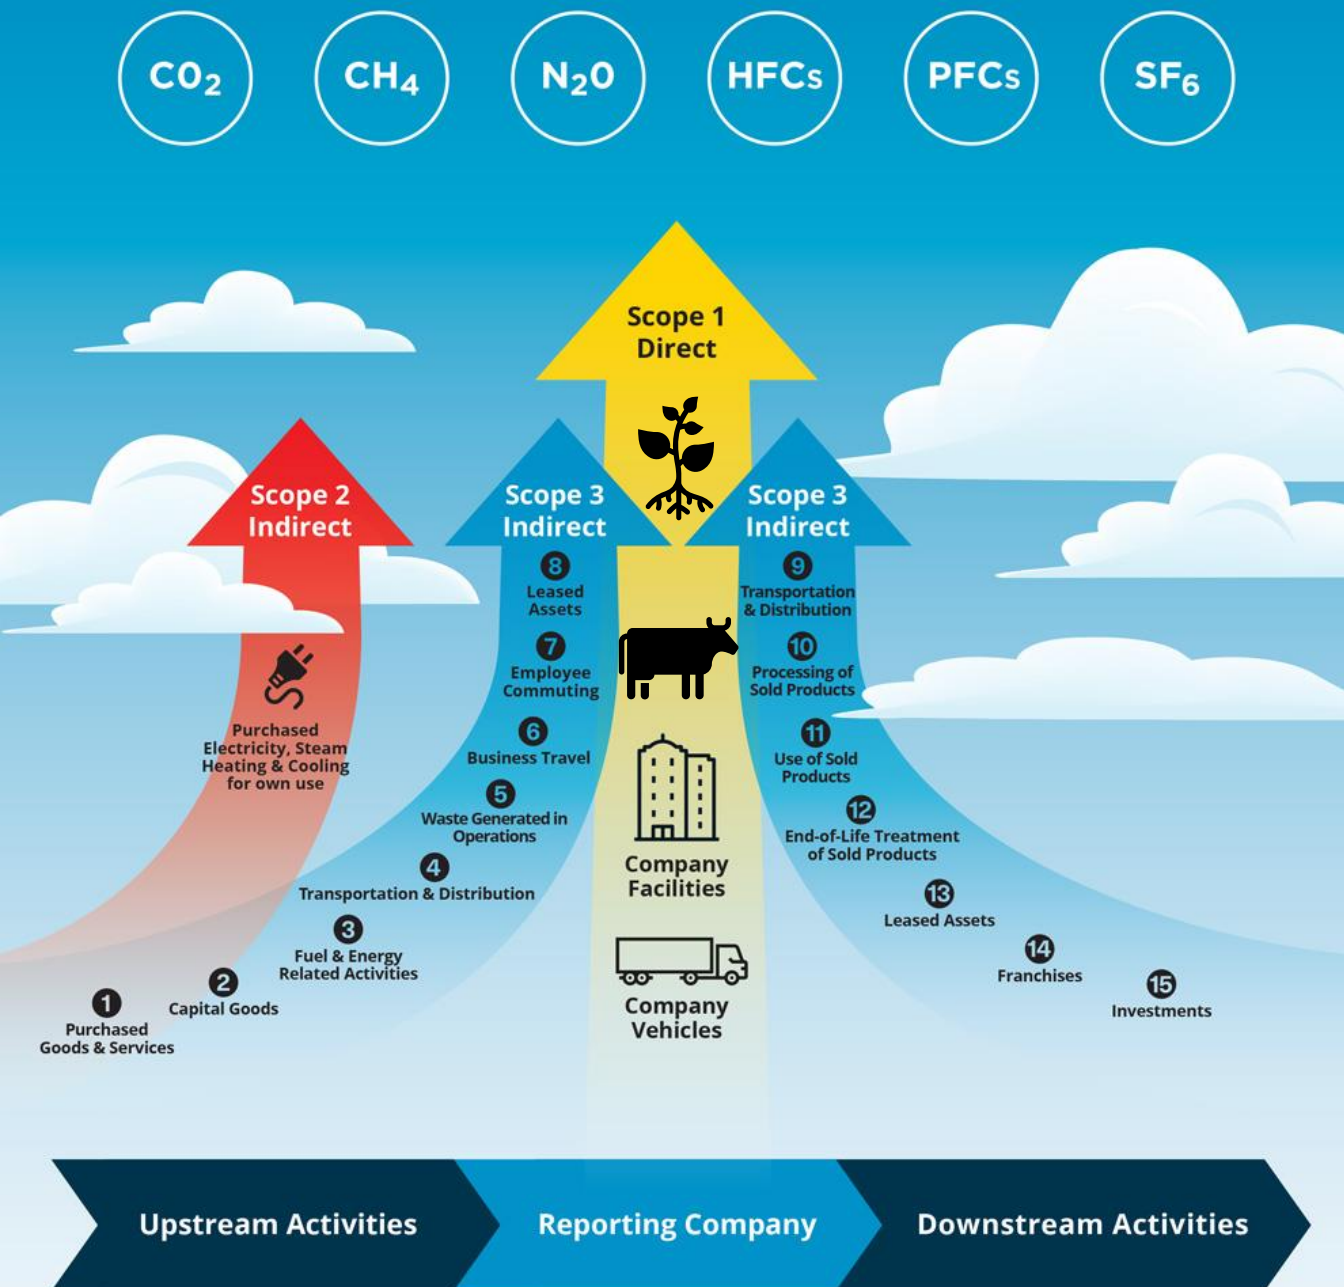 CO2
CH4
N2O
HFCs
PFCs
SF6
Scope 1
Direct
Scope 2
Indirect
Scope 3
Indirect
Scope 3
Indirect
8
Leased
Assets
7
Employee
Commuting
6
Business Travel
5
Waste Generated in
Operations
4
Transportation & Distribution
3
Fuel & Energy
Related Activities
2
Capital Goods
1
Purchased
Goods & Services
Purchased
Electricity, Steam
Heating & Cooling
for own use
Company
Facilities
Company
Vehicles
9
Transportation
& Distribution
10
Processing of
Sold Products
11
Use of Sold
Products
12
End-of-Life Treatment
of Sold Products
13
Leased Assets
14
Franchises
15
Investments
Upstream Activities
Reporting Company
Downstream Activities